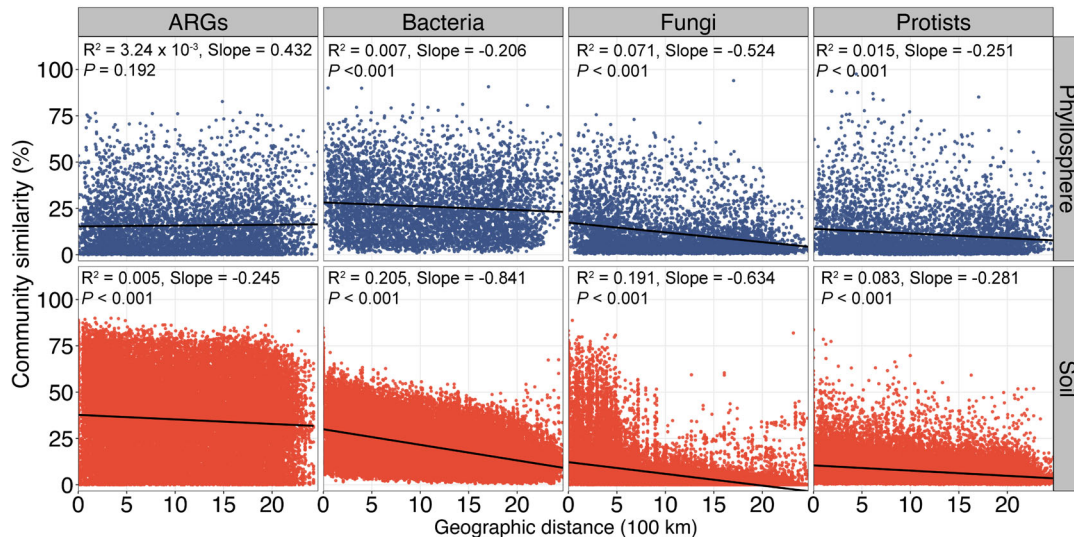 ARGs
Bacteria
Fungi
Protists
R² = 3.24 x 10⁻³, Slope = 0.432
P = 0.192
R² = 0.007, Slope = -0.206
P <0.001
R² = 0.071, Slope = -0.524
P < 0.001
R² = 0.015, Slope = -0.251
P < 0.001
100
75
50
25
0
Phyllosphere
R² = 0.005, Slope = -0.245
P < 0.001
R² = 0.205, Slope = -0.841
P < 0.001
R² = 0.191, Slope = -0.634
P < 0.001
R² = 0.083, Slope = -0.281
P < 0.001
100
75
50
25
0
Soil
Community similarity (%)
0 5 10 15 20
0 5 10 15 20
0 5 10 15 20
0 5 10 15 20
Geographic distance (100 km)